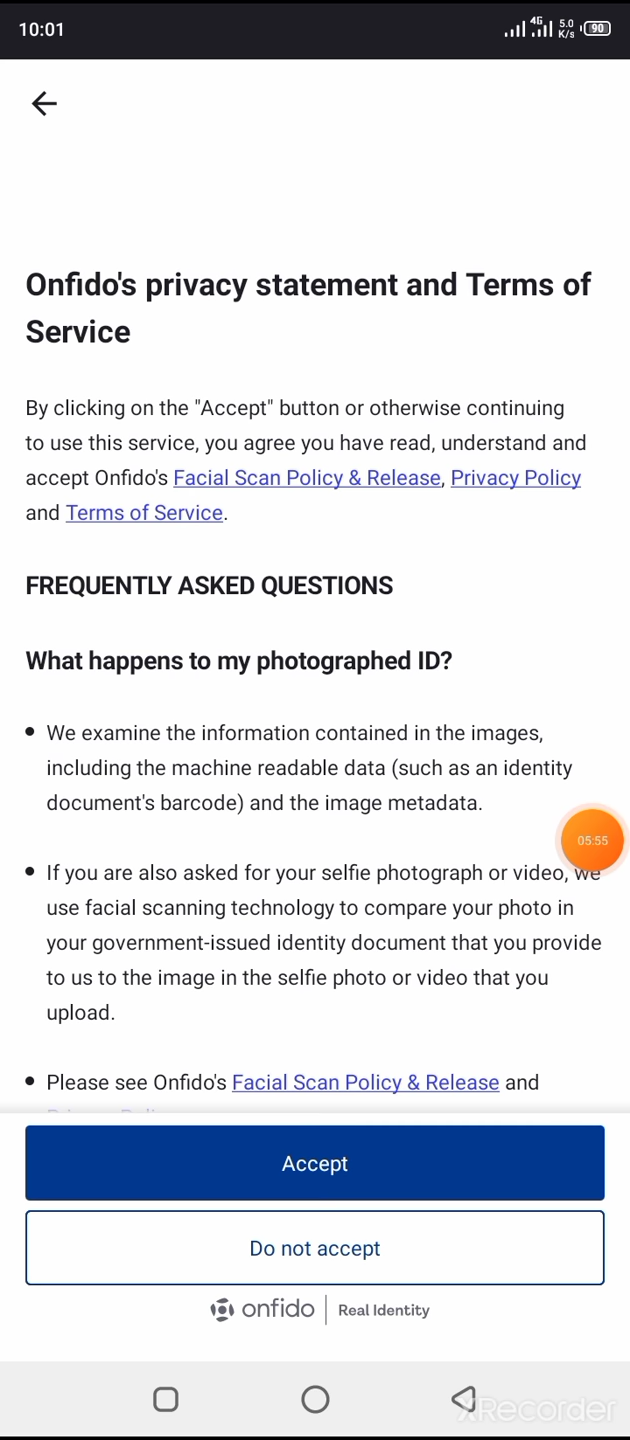 10:01
4G
5.0
K/s
90
Onfido's privacy statement and Terms of
Service
By clicking on the "Accept" button or otherwise continuing
to use this service, you agree you have read, understand and
accept Onfido's Facial Scan Policy & Release, Privacy Policy
and Terms of Service.
FREQUENTLY ASKED QUESTIONS
What happens to my photographed ID?
• We examine the information contained in the images,
including the machine readable data (such as an identity
document's barcode) and the image metadata.
05:55
• If you are also asked for your selfie photograph or video, we
use facial scanning technology to compare your photo in
your government-issued identity document that you provide
to us to the image in the selfie photo or video that you
upload.
• Please see Onfido's Facial Scan Policy & Release and
Accept
Do not accept
onfido | Real Identity
XRecorder